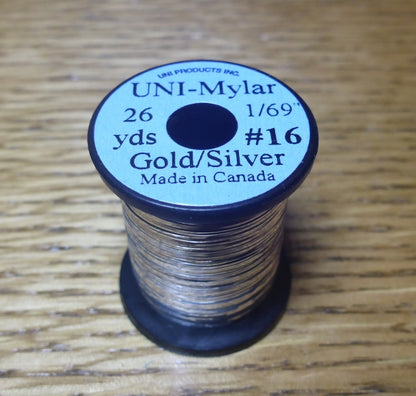 UNI PRODUCTS INC.
UNI-Mylar
26 1/69"
yds #16
Gold/Silver
Made in Canada